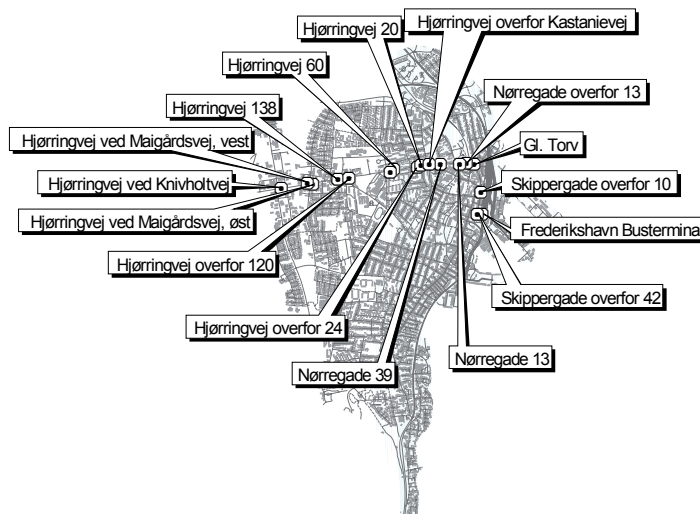 Hjørringvej 20
Hjørringvej overfor Kastanievej
Hjørringvej 60
Nørregade overfor 13
Hjørringvej 138
Hjørringvej ved Maigårdsvej, vest
Gl. Torv
Hjørringvej ved Knivholtvej
Skippergade overfor 10
Hjørringvej ved Maigårdsvej, øst
Frederikshavn Bustermina
Hjørringvej overfor 120
Skippergade overfor 42
Hjørringvej overfor 24
Nørregade 13
Nørregade 39